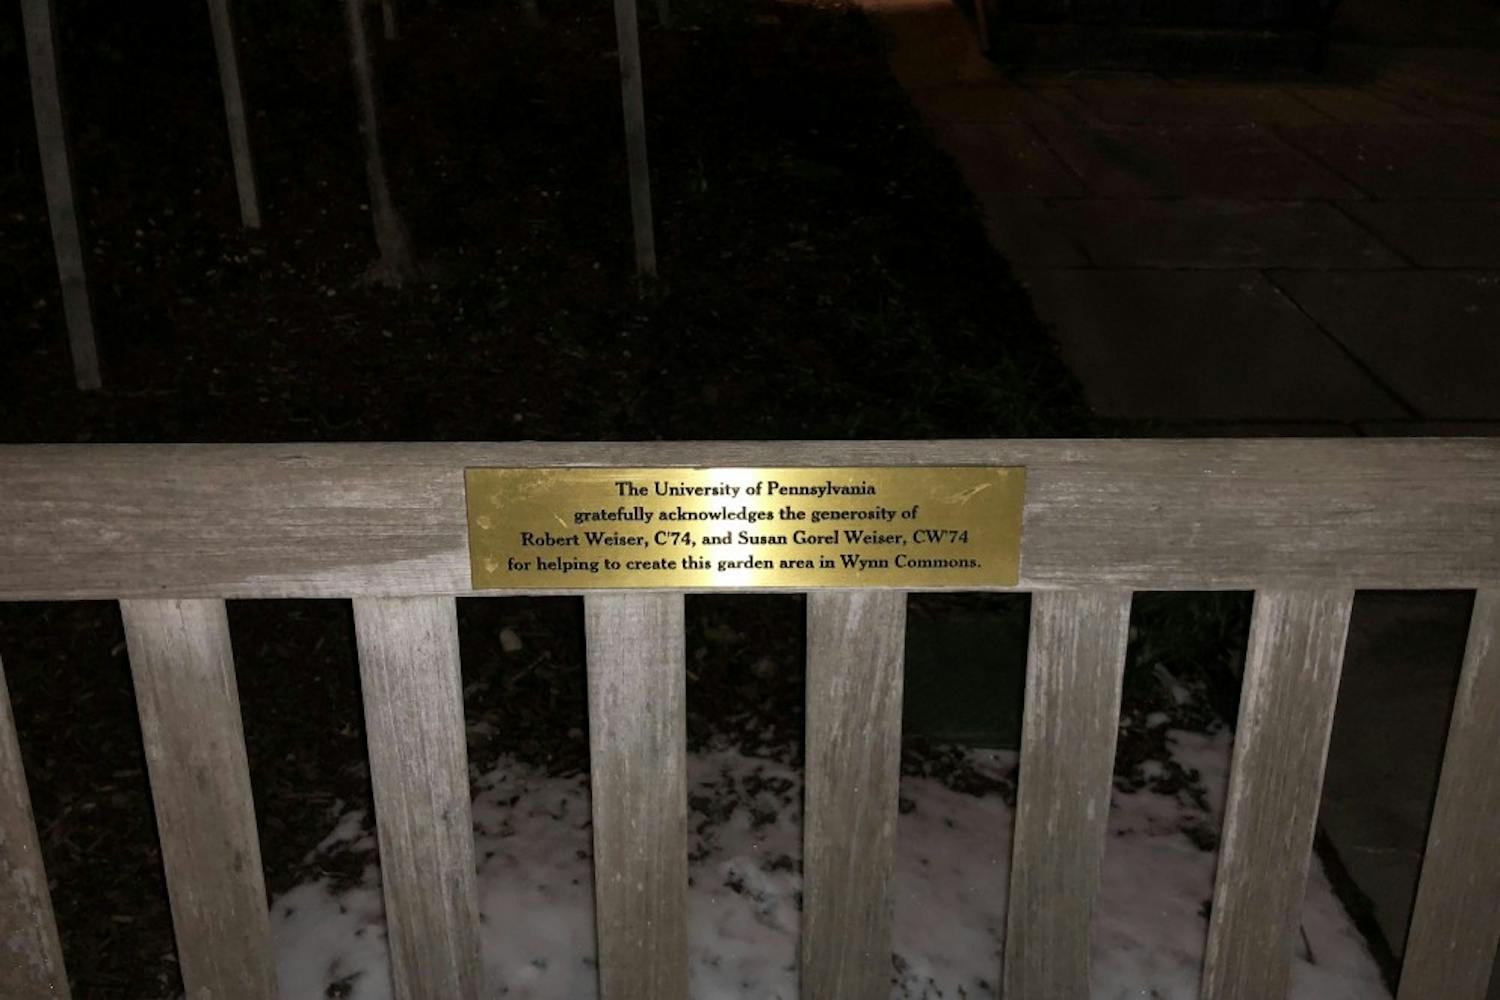 The University of Pennsylvania
gratefully acknowledges the generosity of
Robert Weiser, C'74, and Susan Gorel Weiser, CW'74
for helping to create this garden area in Wynn Commons.